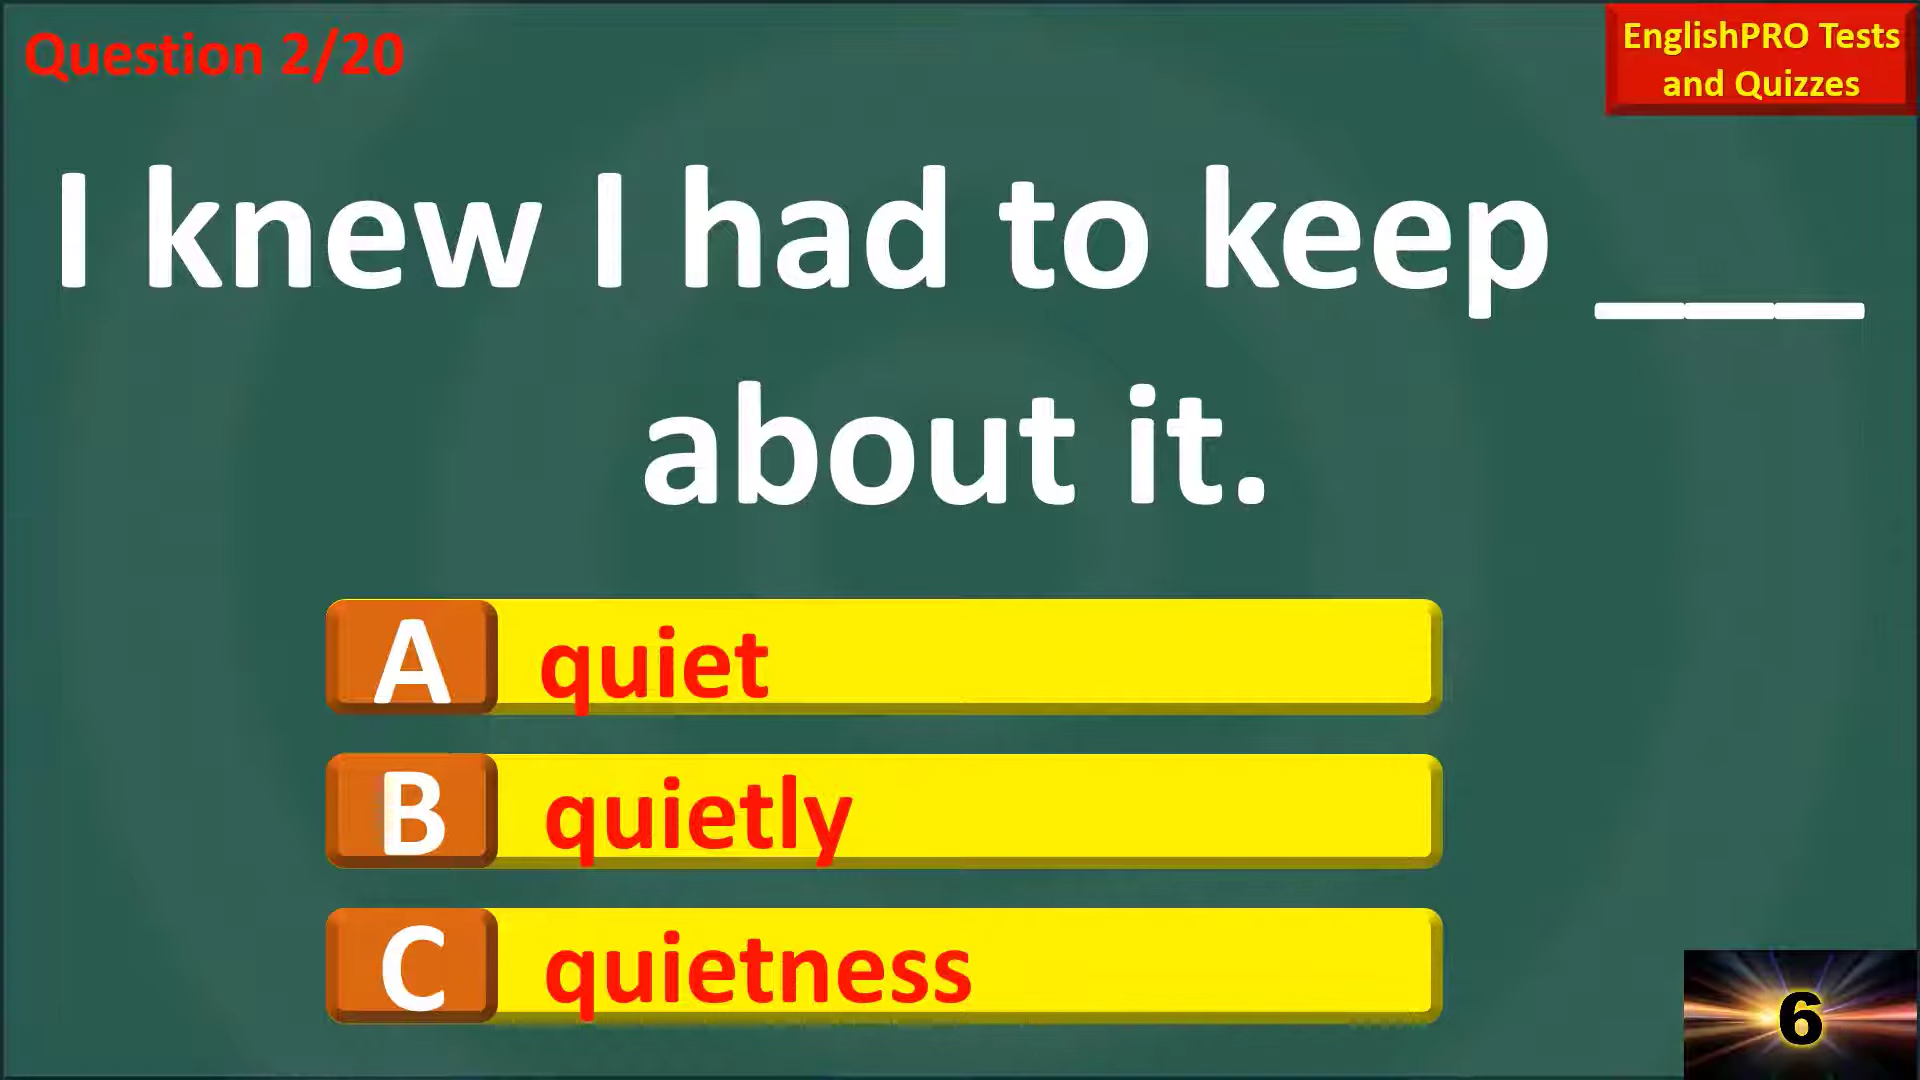 Question 2/20
EnglishPRO Tests
and Quizzes
I knew I had to keep ___
about it.
A quiet
B quietly
C quietness
6